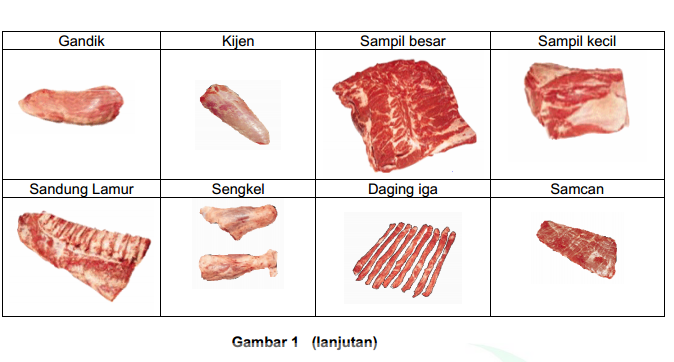 Gandik Kijen Sampil besar Sampil kecil
Sandung Lamur Sengkel Daging iga Samcan
Gambar 1 (lanjutan)